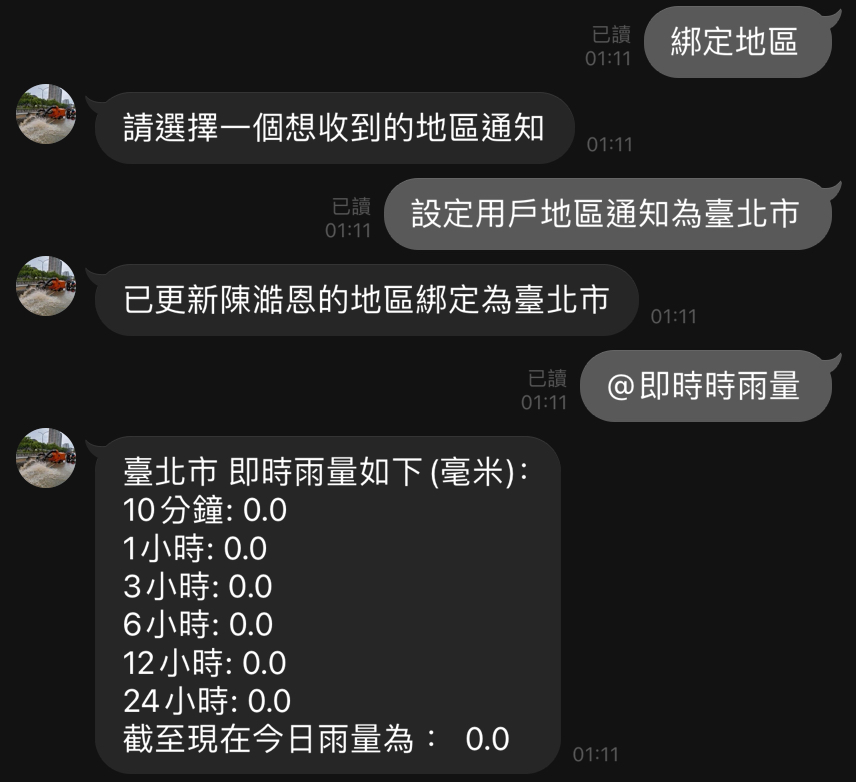 綁定地區
已讀
01:11
請選擇一個想收到的地區通知
01:11
設定用戶地區通知為臺北市
已讀
01:11
已更新陳澔恩的地區綁定為臺北市
01:11
@即時時雨量
已讀
01:11
臺北市 即時雨量如下(毫米):
10分鐘: 0.0
1小時: 0.0
3小時: 0.0
6小時: 0.0
12小時: 0.0
24小時: 0.0
截至現在今日雨量為： 0.0
01:11